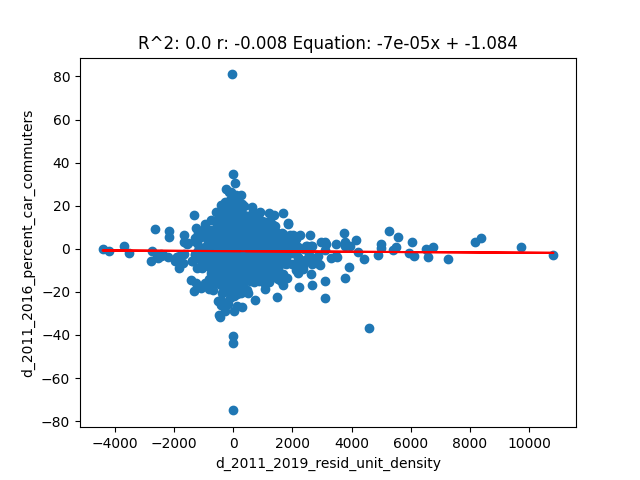 R^2: 0.0 r: -0.008 Equation: -7e-05x + -1.084
d_2011_2016_percent_car_commuters
80
60
40
20
0
−20
−40
−60
−80
−4000 −2000 0 2000 4000 6000 8000 10000
d_2011_2019_resid_unit_density